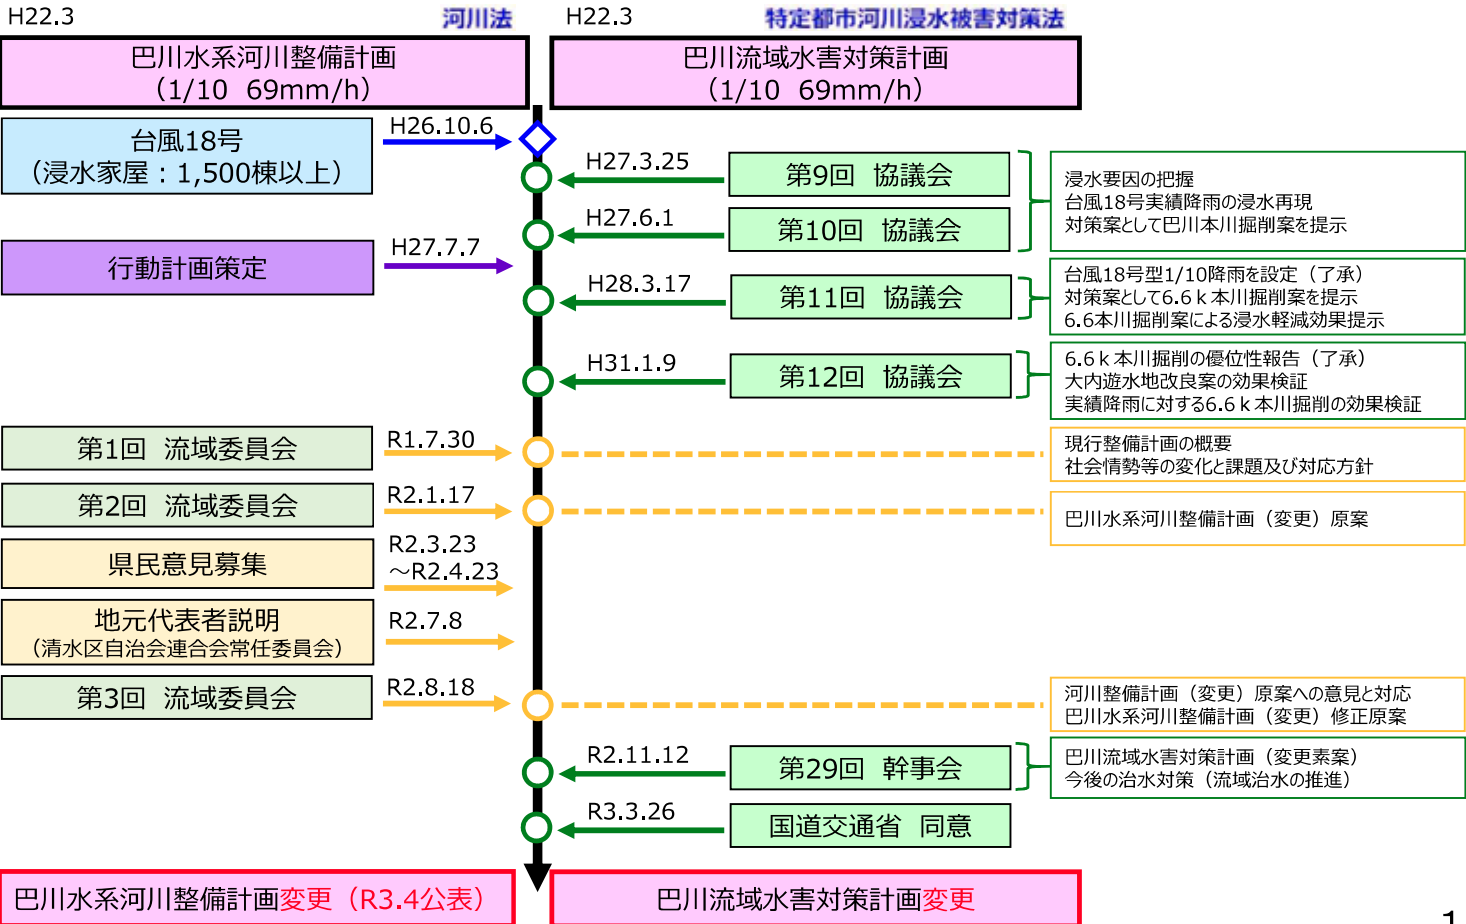 H22.3
河川法
H22.3
特定都市河川浸水被害対策法
巴川水系河川整備計画
（1/10 69mm/h）
巴川流域水害対策計画
（1/10 69mm/h）
台風18号
（浸水家屋：1,500棟以上）
H26.10.6
H27.3.25
第9回 協議会
H27.6.1
第10回 協議会
浸水要因の把握
台風18号実績降雨の浸水再現
対策案として巴川本川掘削案を提示
行動計画策定
H27.7.7
H28.3.17
第11回 協議会
台風18号型1/10降雨を設定（了承）
対策案として6.6ｋ本川掘削案を提示
6.6本川掘削案による浸水軽減効果提示
H31.1.9
第12回 協議会
6.6ｋ本川掘削の優位性報告（了承）
大内遊水地改良案の効果検証
実績降雨に対する6.6ｋ本川掘削の効果検証
第1回 流域委員会
R1.7.30
現行整備計画の概要
社会情勢等の変化と課題及び対応方針
第2回 流域委員会
R2.1.17
巴川水系河川整備計画（変更）原案
県民意見募集
R2.3.23
～R2.4.23
地元代表者説明
（清水区自治会連合会常任委員会）
R2.7.8
第3回 流域委員会
R2.8.18
河川整備計画（変更）原案への意見と対応
巴川水系河川整備計画（変更）修正原案
R2.11.12
第29回 幹事会
巴川流域水害対策計画（変更素案）
今後の治水対策（流域治水の推進）
R3.3.26
国道交通省 同意
巴川水系河川整備計画変更（R3.4公表）
巴川流域水害対策計画変更
1